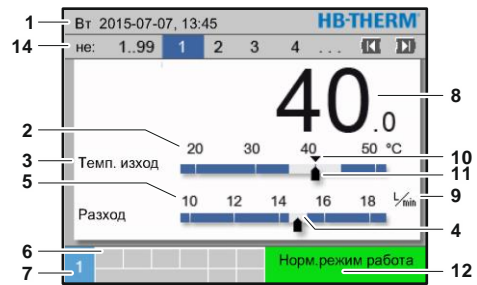 1 Вт 2015-07-07, 13:45 HB-THERM
14 не: 1..99 1 2 3 4 ...
40.0 8
2 20 30 40 50 °C 10
3 Темп. изход 11
5 10 12 14 16 18 L/min 9
Разход 4
6
7 1 Норм.режим работа 12